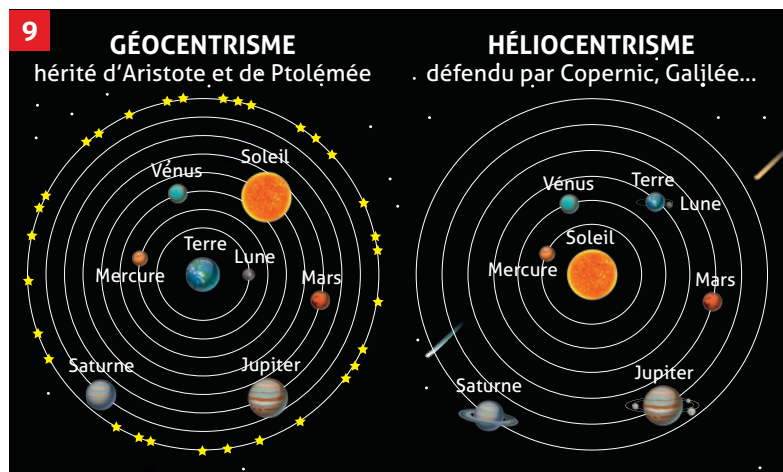 9
GÉOCENTRISME
hérité d'Aristote et de Ptolémée
Vénus
Soleil
Terre
Lune
Mercure
Mars
Saturne
Jupiter
HÉLIOCENTRISME
défendu par Copernic, Galilée...
Vénus
Terre
Lune
Soleil
Mercure
Mars
Jupiter
Saturne